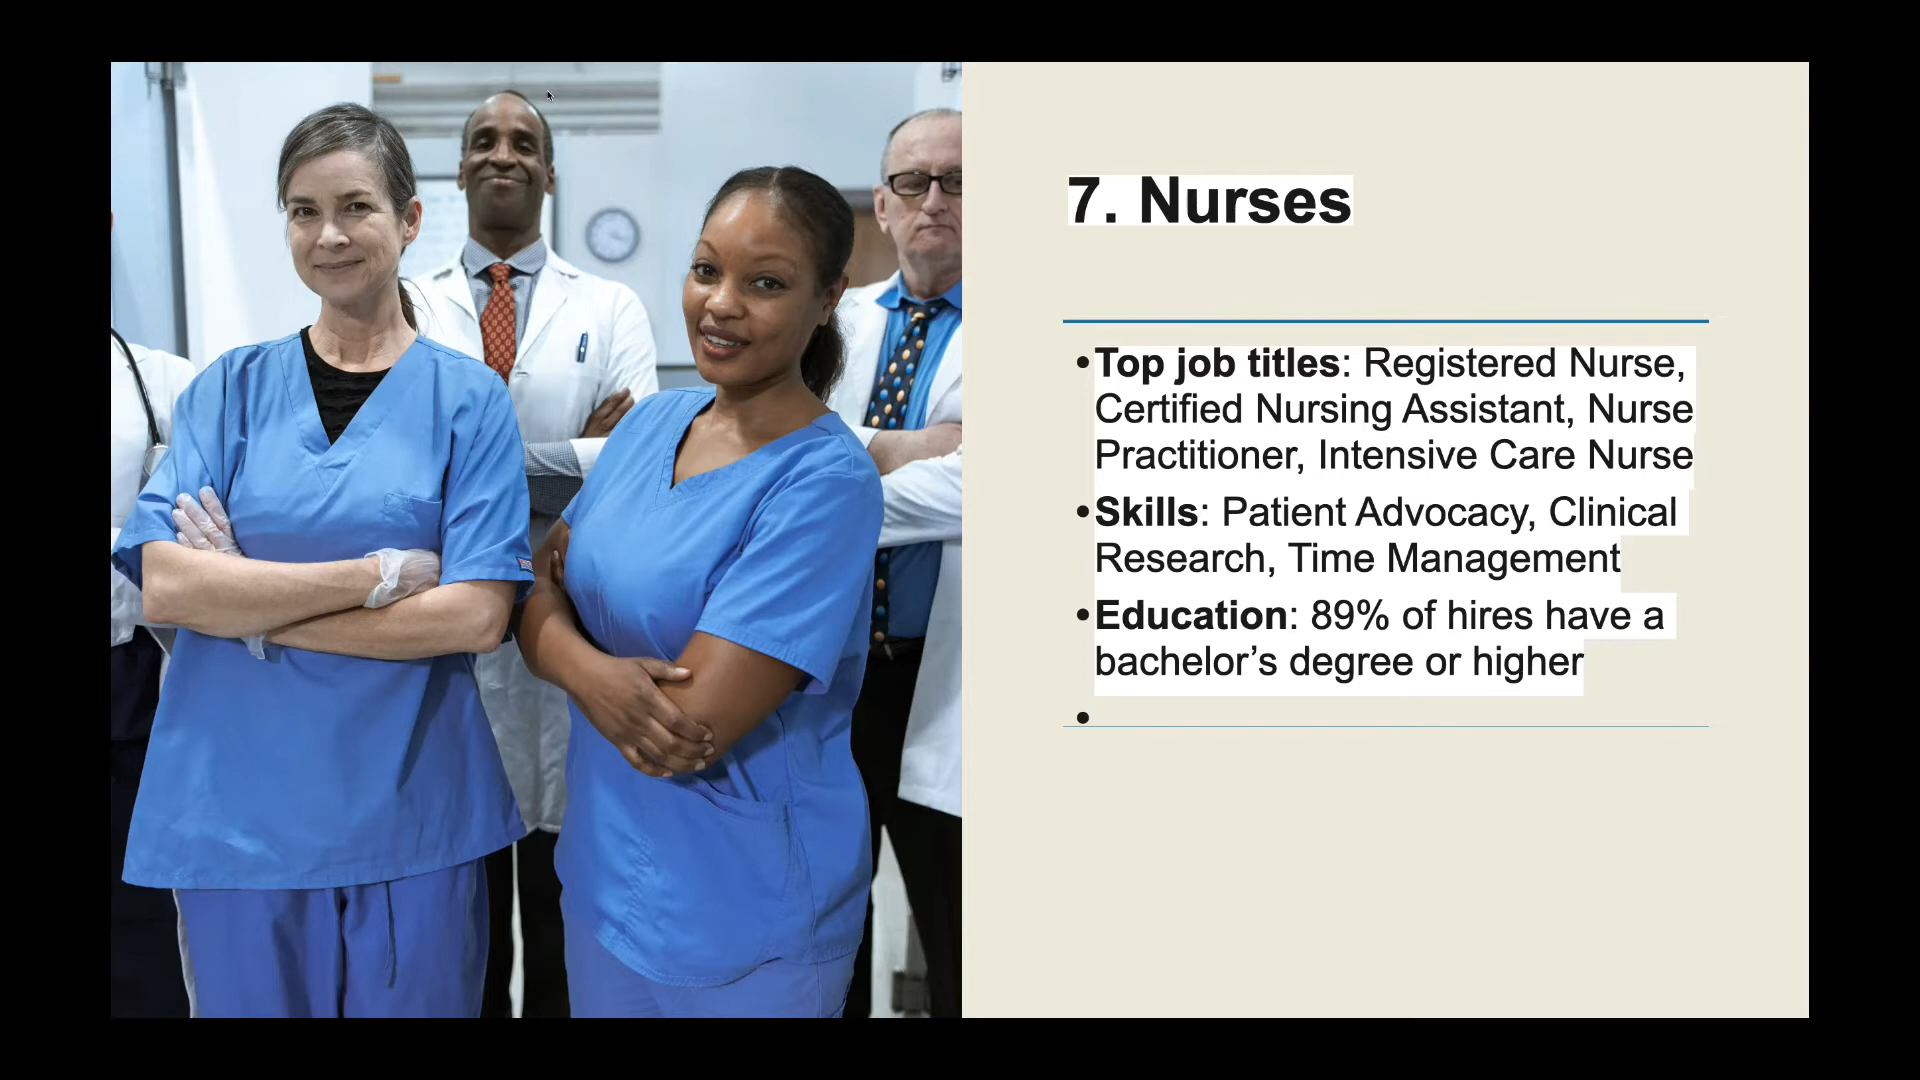 7. Nurses
•Top job titles: Registered Nurse,
Certified Nursing Assistant, Nurse
Practitioner, Intensive Care Nurse
•Skills: Patient Advocacy, Clinical
Research, Time Management
•Education: 89% of hires have a
bachelor’s degree or higher
•